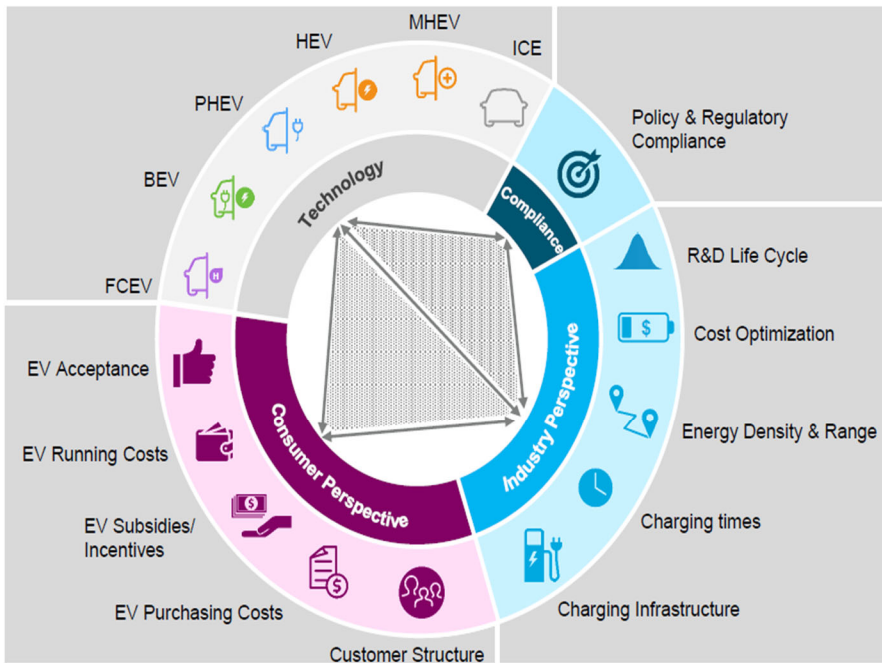 MHEV
HEV
ICE
PHEV
BEV
FCEV
Technology
Compliance
Policy & Regulatory
Compliance
Industry Perspective
R&D Life Cycle
$
Cost Optimization
Energy Density & Range
Charging times
Charging Infrastructure
Consumer Perspective
EV Acceptance
EV Running Costs
$
EV Subsidies/
Incentives
$
EV Purchasing Costs
Customer Structure
H